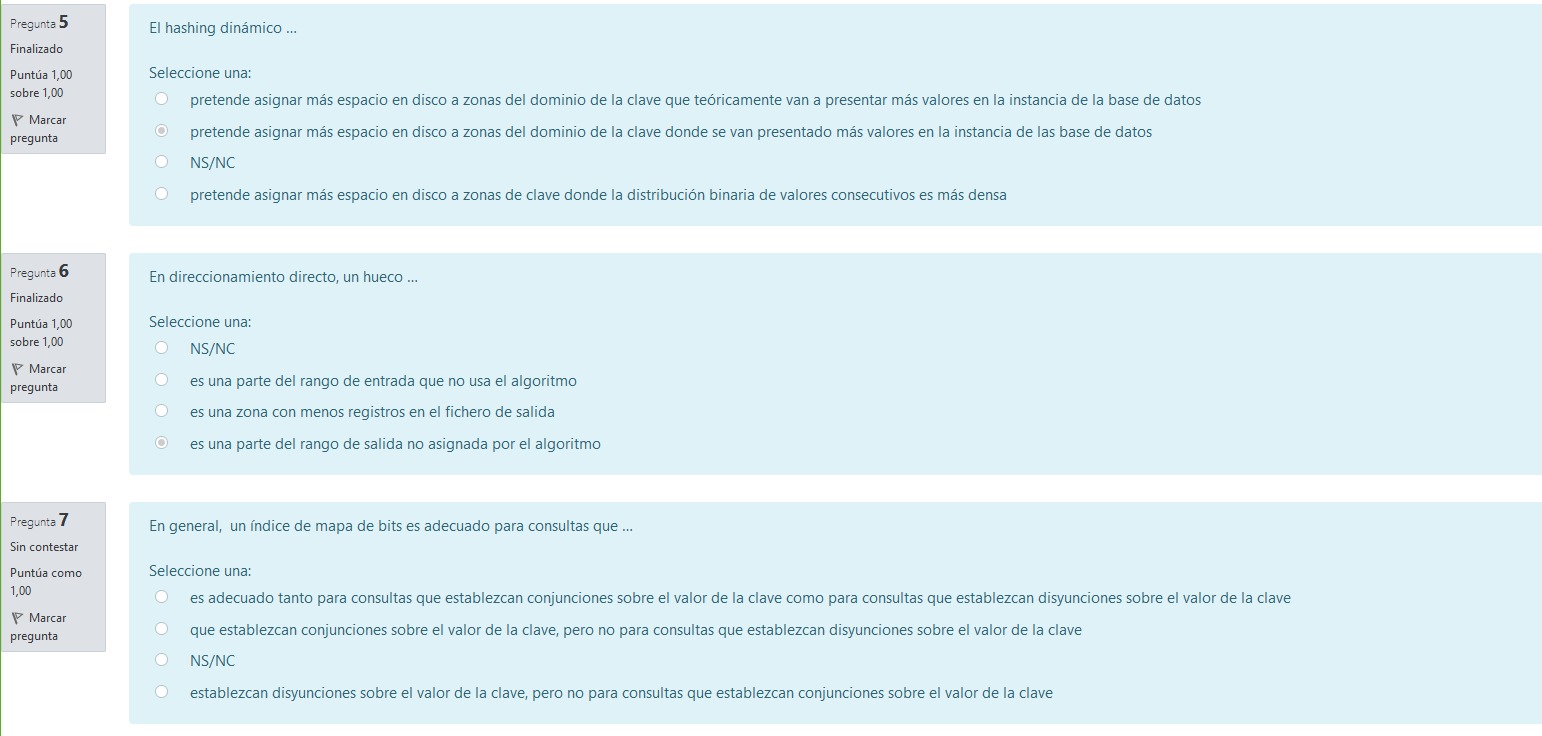 Pregunta 5
Finalizado
Puntúa 1,00
sobre 1,00
Marcar
pregunta
El hashing dinámico ...
Seleccione una:
pretende asignar más espacio en disco a zonas del dominio de la clave que teóricamente van a presentar más valores en la instancia de la base de datos
pretende asignar más espacio en disco a zonas del dominio de la clave donde se van presentado más valores en la instancia de las base de datos
NS/NC
pretende asignar más espacio en disco a zonas de clave donde la distribución binaria de valores consecutivos es más densa
Pregunta 6
Finalizado
Puntúa 1,00
sobre 1,00
Marcar
pregunta
En direccionamiento directo, un hueco ...
Seleccione una:
NS/NC
es una parte del rango de entrada que no usa el algoritmo
es una zona con menos registros en el fichero de salida
es una parte del rango de salida no asignada por el algoritmo
Pregunta 7
Sin contestar
Puntúa como
1,00
Marcar
pregunta
En general, un índice de mapa de bits es adecuado para consultas que ...
Seleccione una:
es adecuado tanto para consultas que establezcan conjunciones sobre el valor de la clave como para consultas que establezcan disyunciones sobre el valor de la clave
que establezcan conjunciones sobre el valor de la clave, pero no para consultas que establezcan disyunciones sobre el valor de la clave
NS/NC
establezcan disyunciones sobre el valor de la clave, pero no para consultas que establezcan conjunciones sobre el valor de la clave